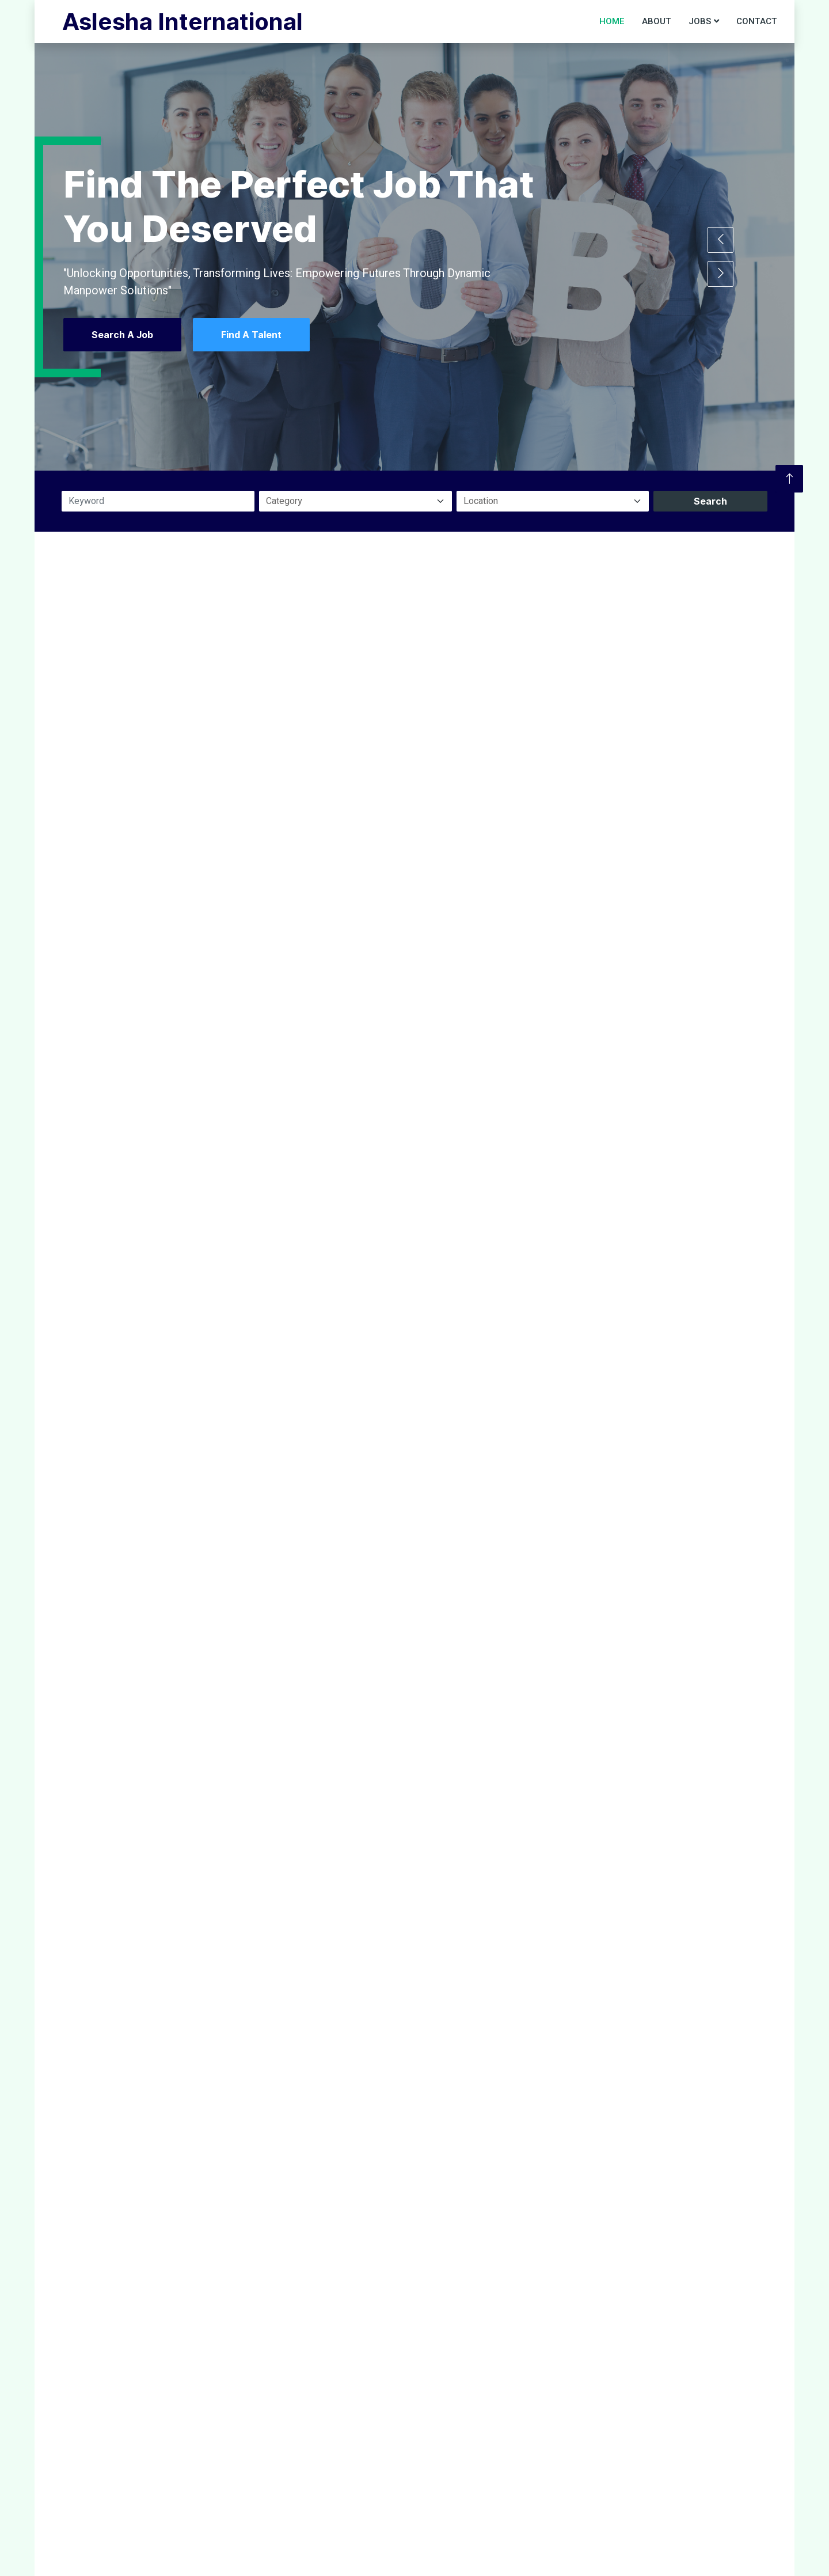 Aslesha International
HOME
ABOUT
JOBS
CONTACT
JOB
Find The Perfect Job That
You Deserved
"Unlocking Opportunities, Transforming Lives: Empowering Futures Through Dynamic
Manpower Solutions"
Search A Job
Find A Talent
Keyword
Category
Location
Search